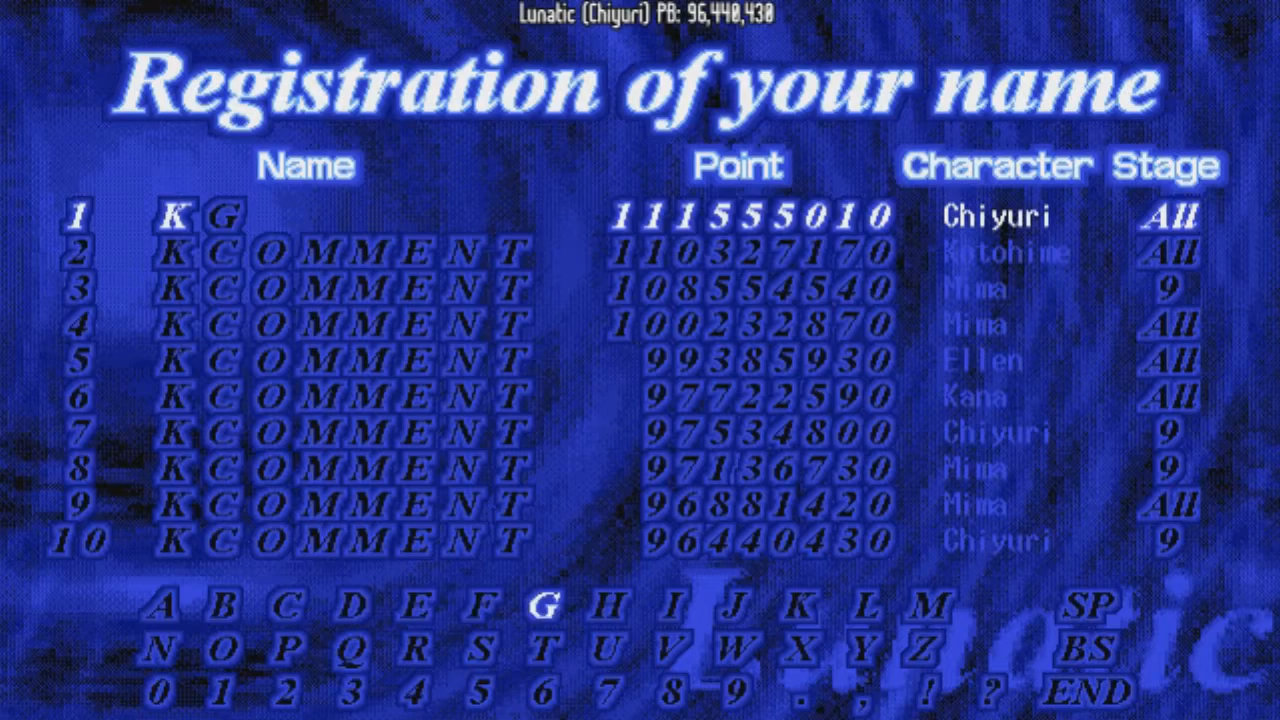 Lunatic (Chiyuri) PB: 96,440,430
Registration of your name
Name Point Character Stage
1 KG 111555010 Chiyuri All
2 KCOMMENT 110327170 Kotohime All
3 KCOMMENT 108554540 Mima 9
4 KCOMMENT 100232870 Mima All
5 KCOMMENT 99385930 Ellen All
6 KCOMMENT 97722590 Kana All
7 KCOMMENT 97534800 Chiyuri 9
8 KCOMMENT 97136730 Mima 9
9 KCOMMENT 96881420 Mima All
10 KCOMMENT 96440430 Chiyuri 9
A B C D E F G H I J K L M SP
N O P Q R S T U V W X Y Z BS
0 1 2 3 4 5 6 7 8 9 . , ! ? END
Lunatic